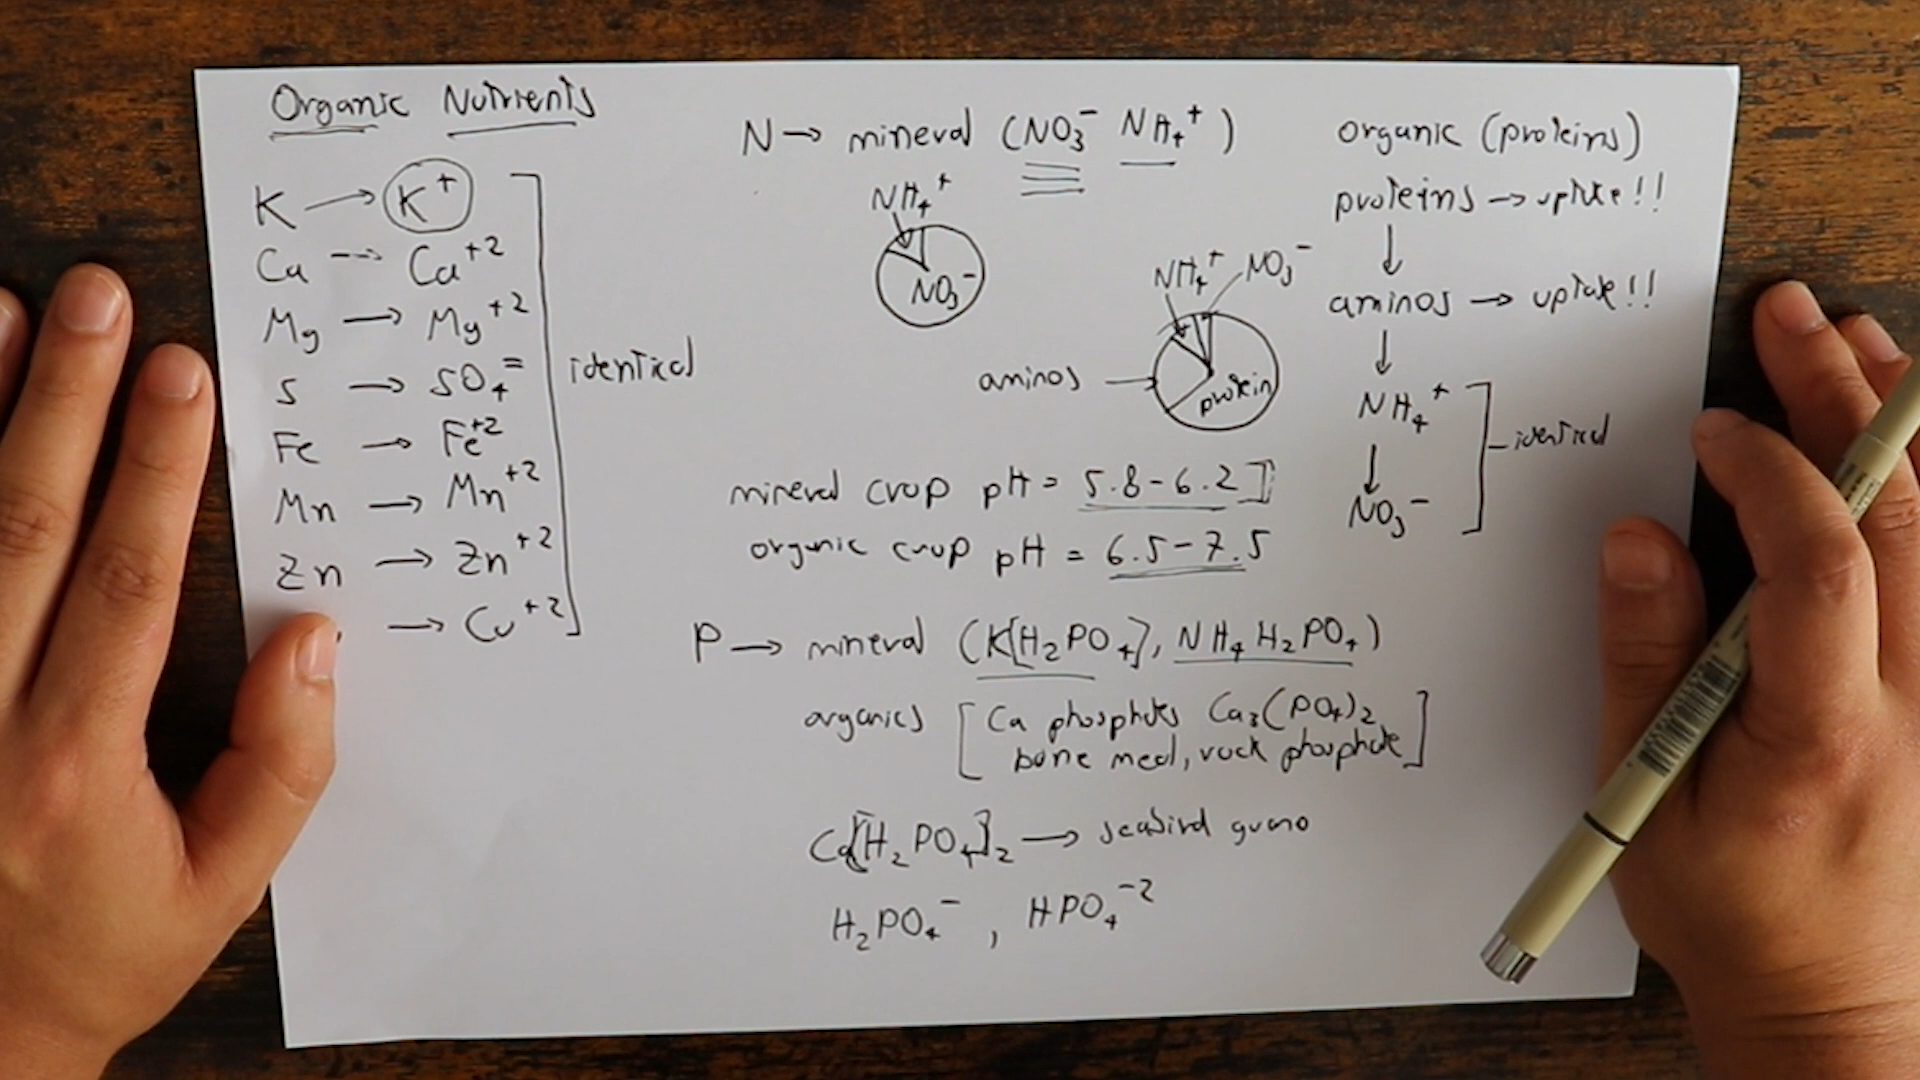 Organic Nutrients
K → K+
Ca --→ Ca+2
Mg → Mg+2
S → SO4=
Fe → Fe+2
Mn → Mn+2
Zn → Zn+2
→ Cu+2
identical
N → mineral (NO3- NH4+)
NH4+
NO3-
NH4+ NO3-
aminos →
protein
organic (proteins)
proteins → uptake!!
↓
aminos → uptake!!
↓
NH4+
↓
NO3-
identical
mineral crop pH = 5.8-6.2]
organic crop pH = 6.5-7.5
P → mineral (K[H2PO4], NH4H2PO4)
organics [Ca phosphates Ca3(PO4)2
bone meal, rock phosphate]
Ca[H2PO4]2 → seabird guano
H2PO4-, HPO4-2